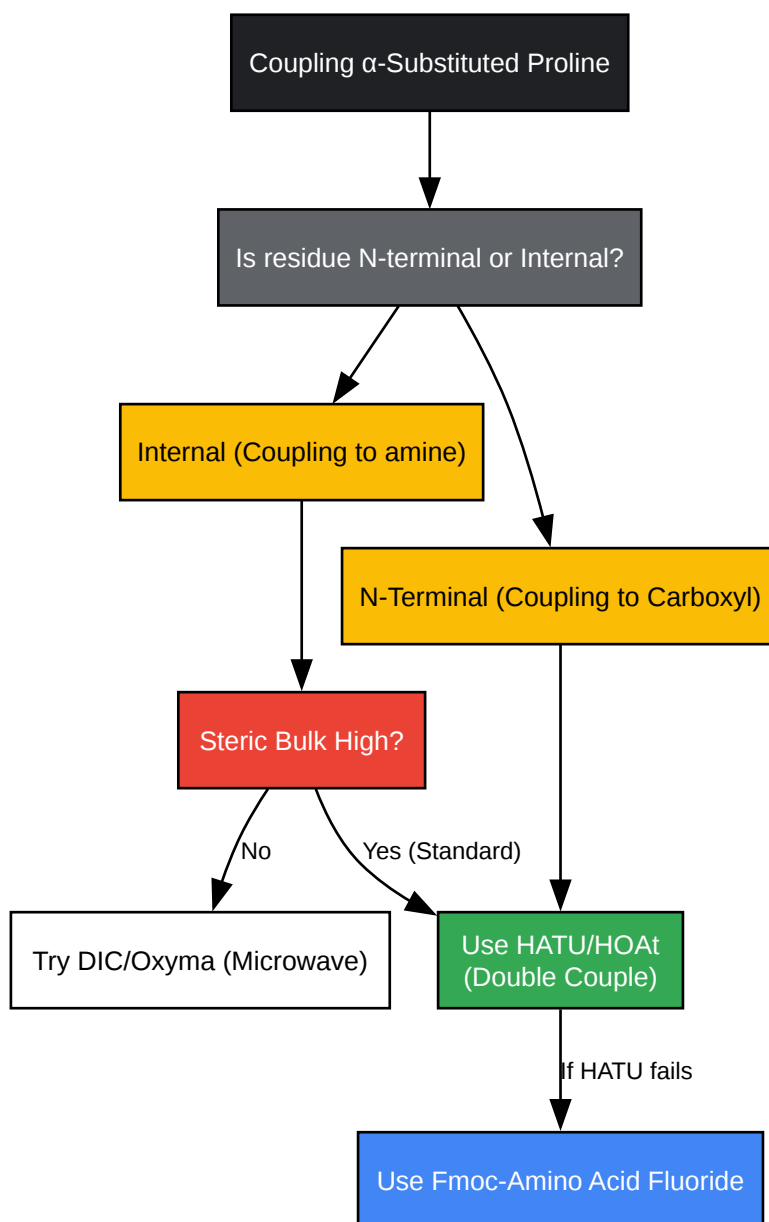 Coupling α-Substituted Proline
Is residue N-terminal or Internal?
Internal (Coupling to amine)
N-Terminal (Coupling to Carboxyl)
Steric Bulk High?
No
Yes (Standard)
Try DIC/Oxyma (Microwave)
Use HATU/HOAt
(Double Couple)
If HATU fails
Use Fmoc-Amino Acid Fluoride